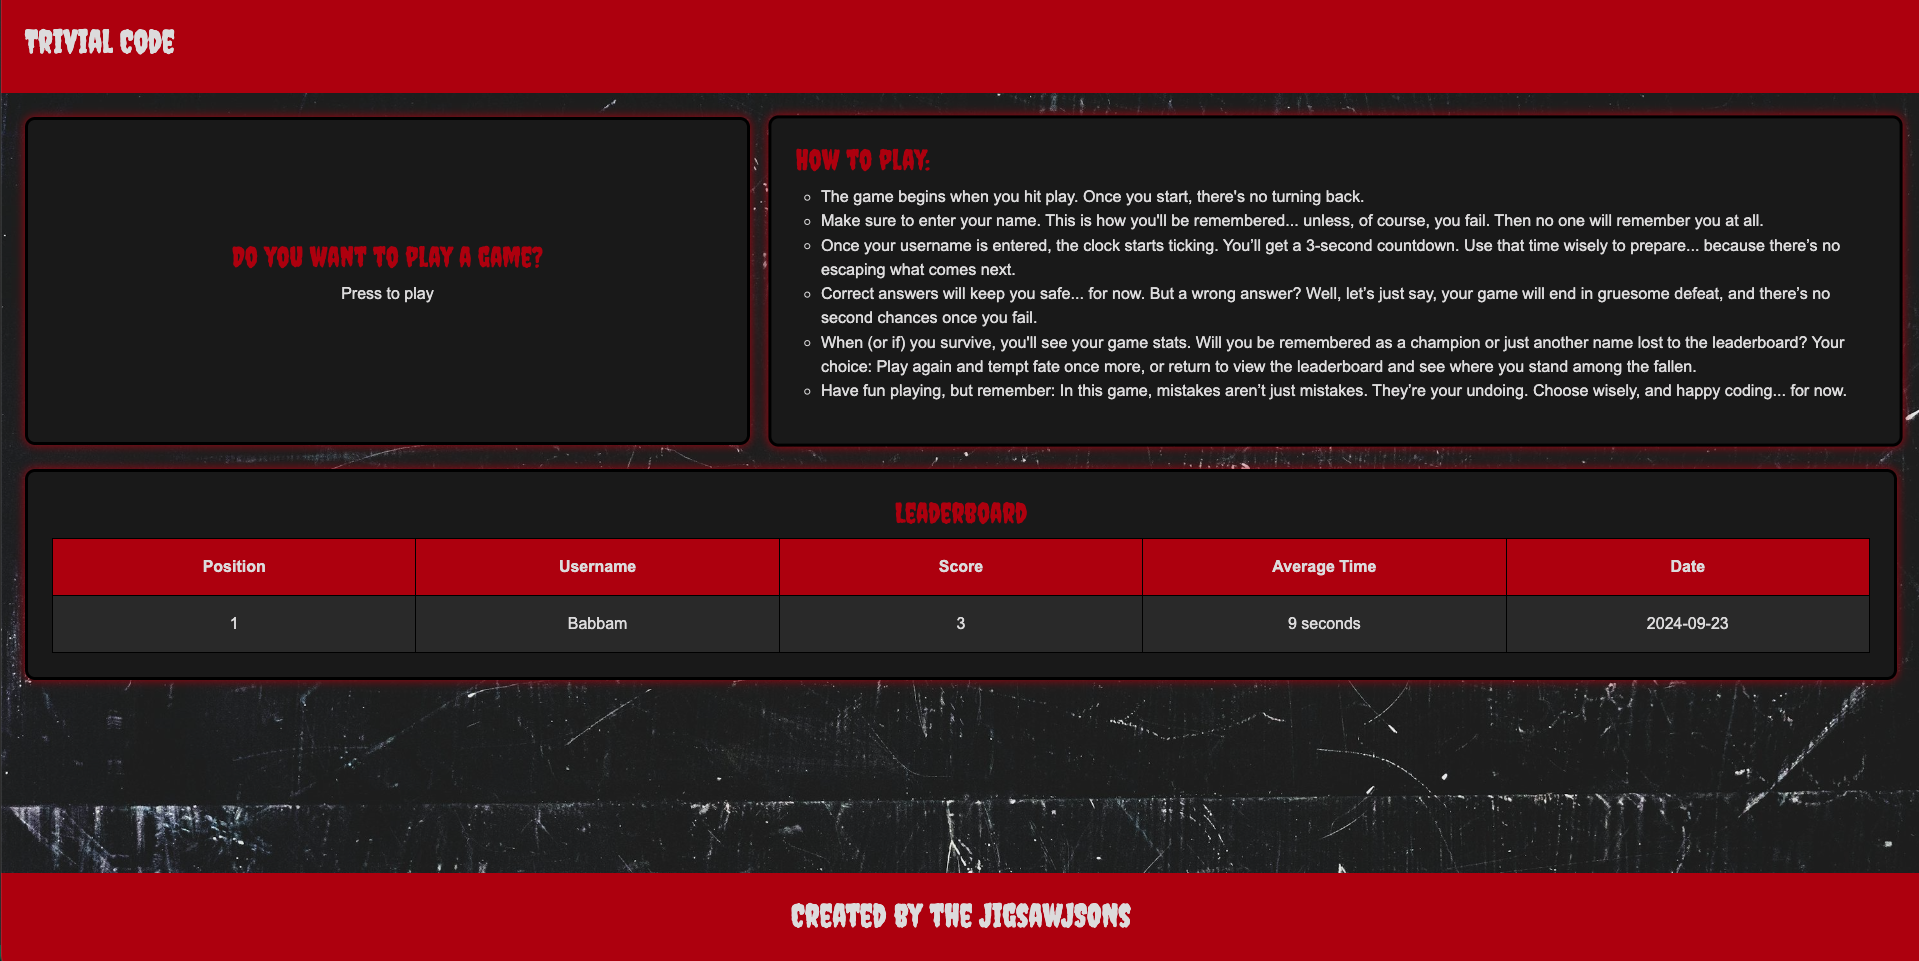 TRIVIAL CODE
DO YOU WANT TO PLAY A GAME?
Press to play
HOW TO PLAY:
The game begins when you hit play. Once you start, there's no turning back.
Make sure to enter your name. This is how you'll be remembered... unless, of course, you fail. Then no one will remember you at all.
Once your username is entered, the clock starts ticking. You’ll get a 3-second countdown. Use that time wisely to prepare... because there’s no
escaping what comes next.
Correct answers will keep you safe... for now. But a wrong answer? Well, let’s just say, your game will end in gruesome defeat, and there’s no
second chances once you fail.
When (or if) you survive, you'll see your game stats. Will you be remembered as a champion or just another name lost to the leaderboard? Your
choice: Play again and tempt fate once more, or return to view the leaderboard and see where you stand among the fallen.
Have fun playing, but remember: In this game, mistakes aren’t just mistakes. They’re your undoing. Choose wisely, and happy coding... for now.
LEADERBOARD
Position Username Score Average Time Date
1 Babbam 3 9 seconds 2024-09-23
CREATED BY THE JIGSAWJSONS